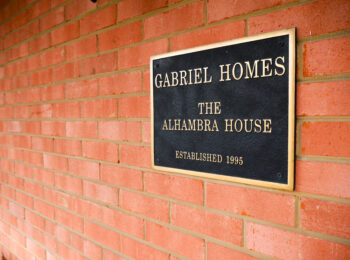 GABRIEL HOMES
THE
ALHAMBRA HOUSE
ESTABLISHED 1995